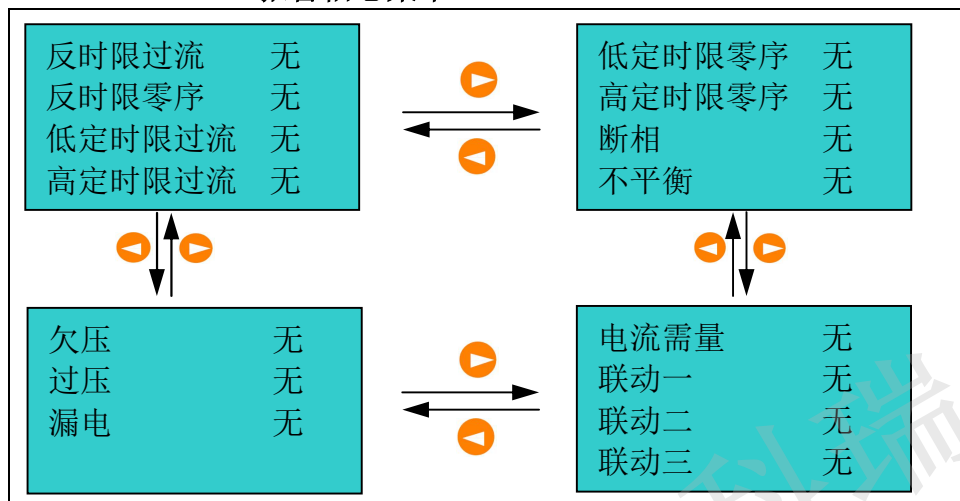 反时限过流 无
反时限零序 无
低定时限过流 无
高定时限过流 无
低定时限零序 无
高定时限零序 无
断相 无
不平衡 无
欠压 无
过压 无
漏电 无
电流需量 无
联动一 无
联动二 无
联动三 无
科瑞